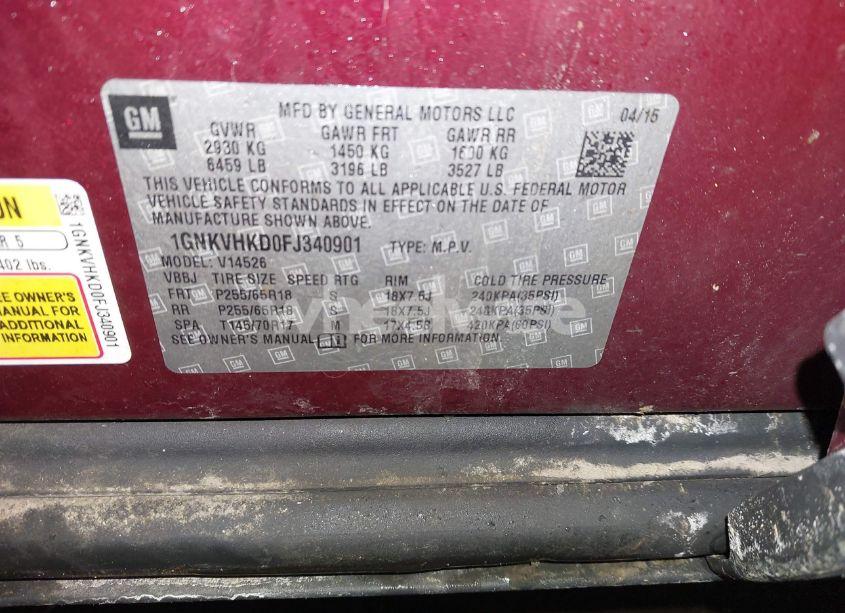 GM
MFD BY GENERAL MOTORS LLC 04/15
GVWR GAWR FRT GAWR RR
2930 KG 1450 KG 1600 KG
6459 LB 3196 LB 3527 LB
THIS VEHICLE CONFORMS TO ALL APPLICABLE U.S. FEDERAL MOTOR
VEHICLE SAFETY STANDARDS IN EFFECT ON THE DATE OF
MANUFACTURE SHOWN ABOVE.
1GNKVHKD0FJ340901 TYPE: M.P.V.
MODEL: V14526
VBBJ TIRE SIZE SPEED RTG RIM COLD TIRE PRESSURE
FRT P255/65R18 S 18X7.5J 240KPA(35PSI)
RR P255/65R18 S 18X7.5J 240KPA(35PSI)
SPA T145/70R17 M 17X4.5B 420KPA(60PSI)
SEE OWNER'S MANUAL FOR MORE INFORMATION.
ON
R 5
402 lbs.
SEE OWNER'S
MANUAL FOR
ADDITIONAL
INFORMATION
1GNKVHKD0FJ340901